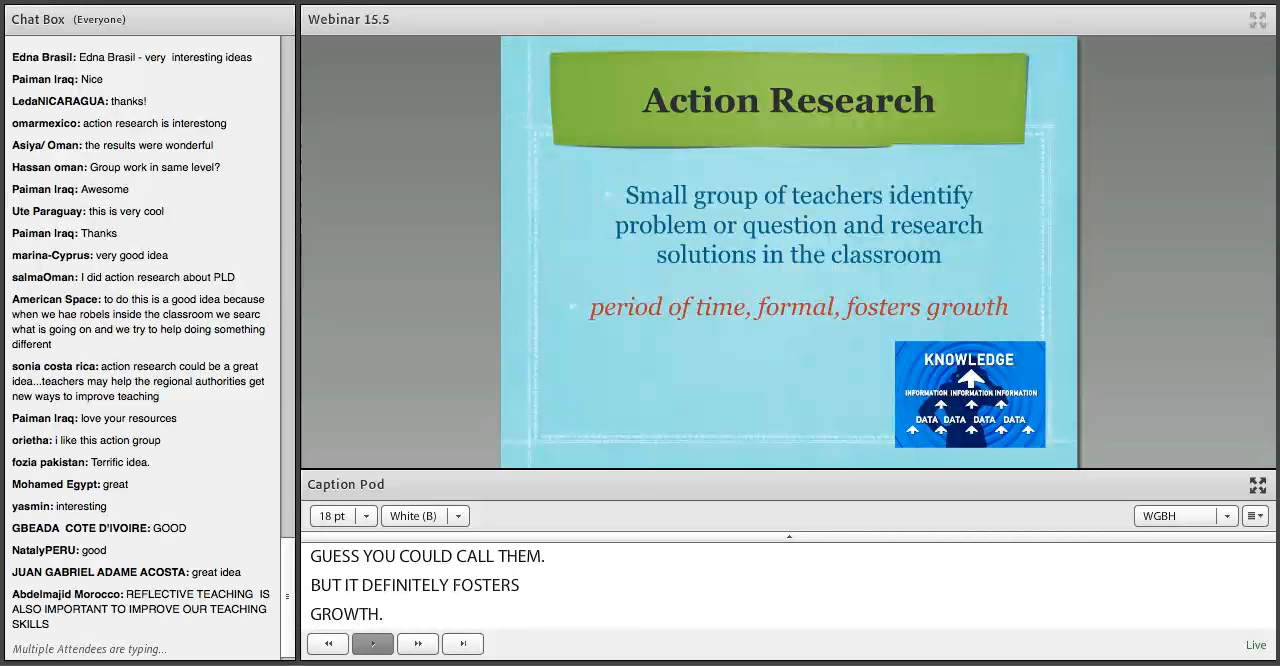 Chat Box (Everyone)
Edna Brasil: Edna Brasil - very interesting ideas
Paiman Iraq: Nice
LedaNICARAGUA: thanks!
omarmexico: action research is interestong
Asiya/ Oman: the results were wonderful
Hassan oman: Group work in same level?
Paiman Iraq: Awesome
Ute Paraguay: this is very cool
Paiman Iraq: Thanks
marina-Cyprus: very good idea
salmaOman: I did action research about PLD
American Space: to do this is a good idea because
when we hae robels inside the classroom we searc
what is going on and we try to help doing something
different
sonia costa rica: action research could be a great
idea...teachers may help the regional authorities get
new ways to improve teaching
Paiman Iraq: love your resources
orietha: i like this action group
fozia pakistan: Terrific idea.
Mohamed Egypt: great
yasmin: interesting
GBEADA COTE D'IVOIRE: GOOD
NatalyPERU: good
JUAN GABRIEL ADAME ACOSTA: great idea
Abdelmajid Morocco: REFLECTIVE TEACHING IS
ALSO IMPORTANT TO IMPROVE OUR TEACHING
SKILLS
Multiple Attendees are typing...
Webinar 15.5
Action Research
Small group of teachers identify
problem or question and research
solutions in the classroom
period of time, formal, fosters growth
KNOWLEDGE
INFORMATION INFORMATION INFORMATION
DATA DATA DATA DATA
Caption Pod
18 pt White (B) WGBH
GUESS YOU COULD CALL THEM.
BUT IT DEFINITELY FOSTERS
GROWTH.
Live